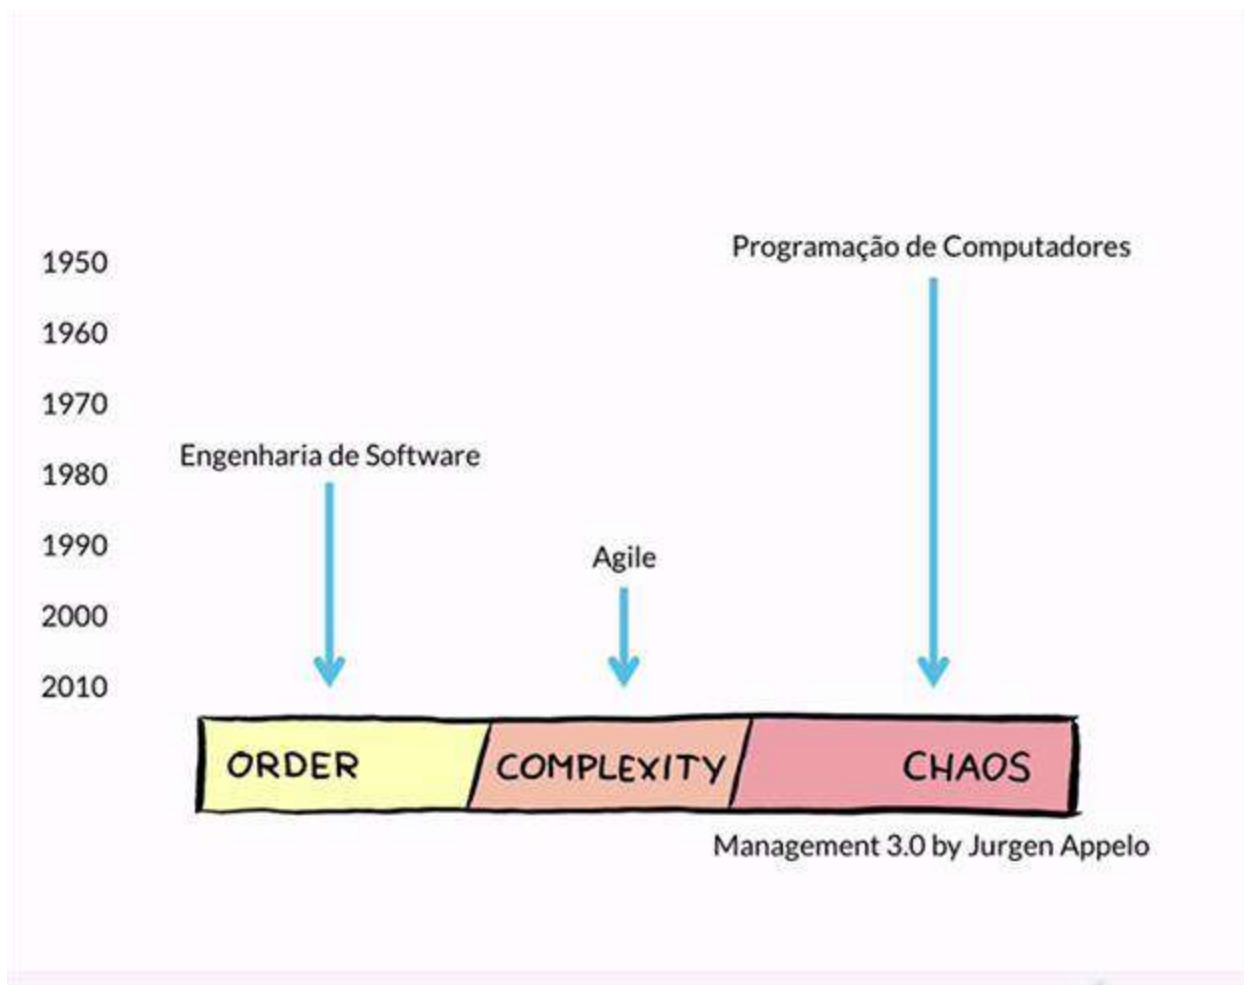 Programação de Computadores
1950
1960
1970
Engenharia de Software
1980
1990
Agile
2000
2010
ORDER
COMPLEXITY
CHAOS
Management 3.0 by Jurgen Appelo